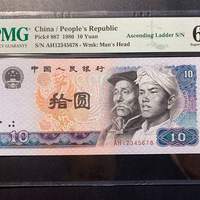 PMG
China / People's Republic
Pick# 887 1980 10 Yuan
S/N AH12345678 - Wmk: Man's Head
Ascending Ladder S/N
6
中国人民银行
拾圆
10
AH12345678
10